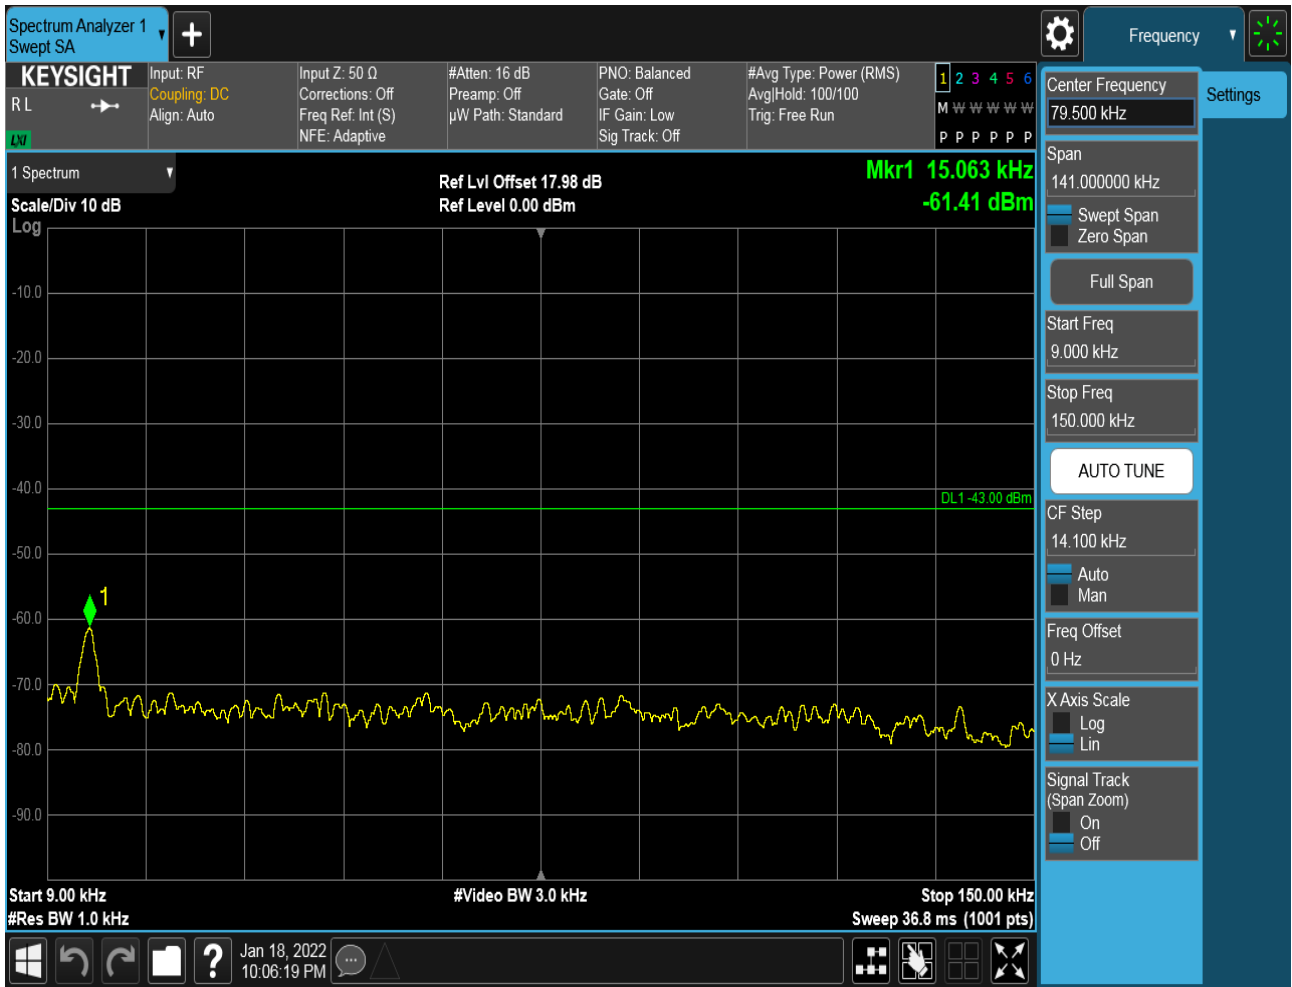 Spectrum Analyzer 1
Swept SA
Frequency
KEYSIGHT
R L
LXI
Input: RF
Coupling: DC
Align: Auto
Input Z: 50 Ω
Corrections: Off
Freq Ref: Int (S)
NFE: Adaptive
#Atten: 16 dB
Preamp: Off
µW Path: Standard
PNO: Balanced
Gate: Off
IF Gain: Low
Sig Track: Off
#Avg Type: Power (RMS)
Avg|Hold: 100/100
Trig: Free Run
1 2 3 4 5 6
M W W W W W
P P P P P P
1 Spectrum
Scale/Div 10 dB
Log
Ref Lvl Offset 17.98 dB
Ref Level 0.00 dBm
Mkr1 15.063 kHz
-61.41 dBm
-10.0
-20.0
-30.0
-40.0
DL1 -43.00 dBm
-50.0
1
-60.0
-70.0
-80.0
-90.0
Start 9.00 kHz
#Res BW 1.0 kHz
#Video BW 3.0 kHz
Stop 150.00 kHz
Sweep 36.8 ms (1001 pts)
?
Jan 18, 2022
10:06:19 PM
Center Frequency
79.500 kHz
Span
141.000000 kHz
Swept Span
Zero Span
Full Span
Start Freq
9.000 kHz
Stop Freq
150.000 kHz
AUTO TUNE
CF Step
14.100 kHz
Auto
Man
Freq Offset
0 Hz
X Axis Scale
Log
Lin
Signal Track
(Span Zoom)
On
Off
Settings